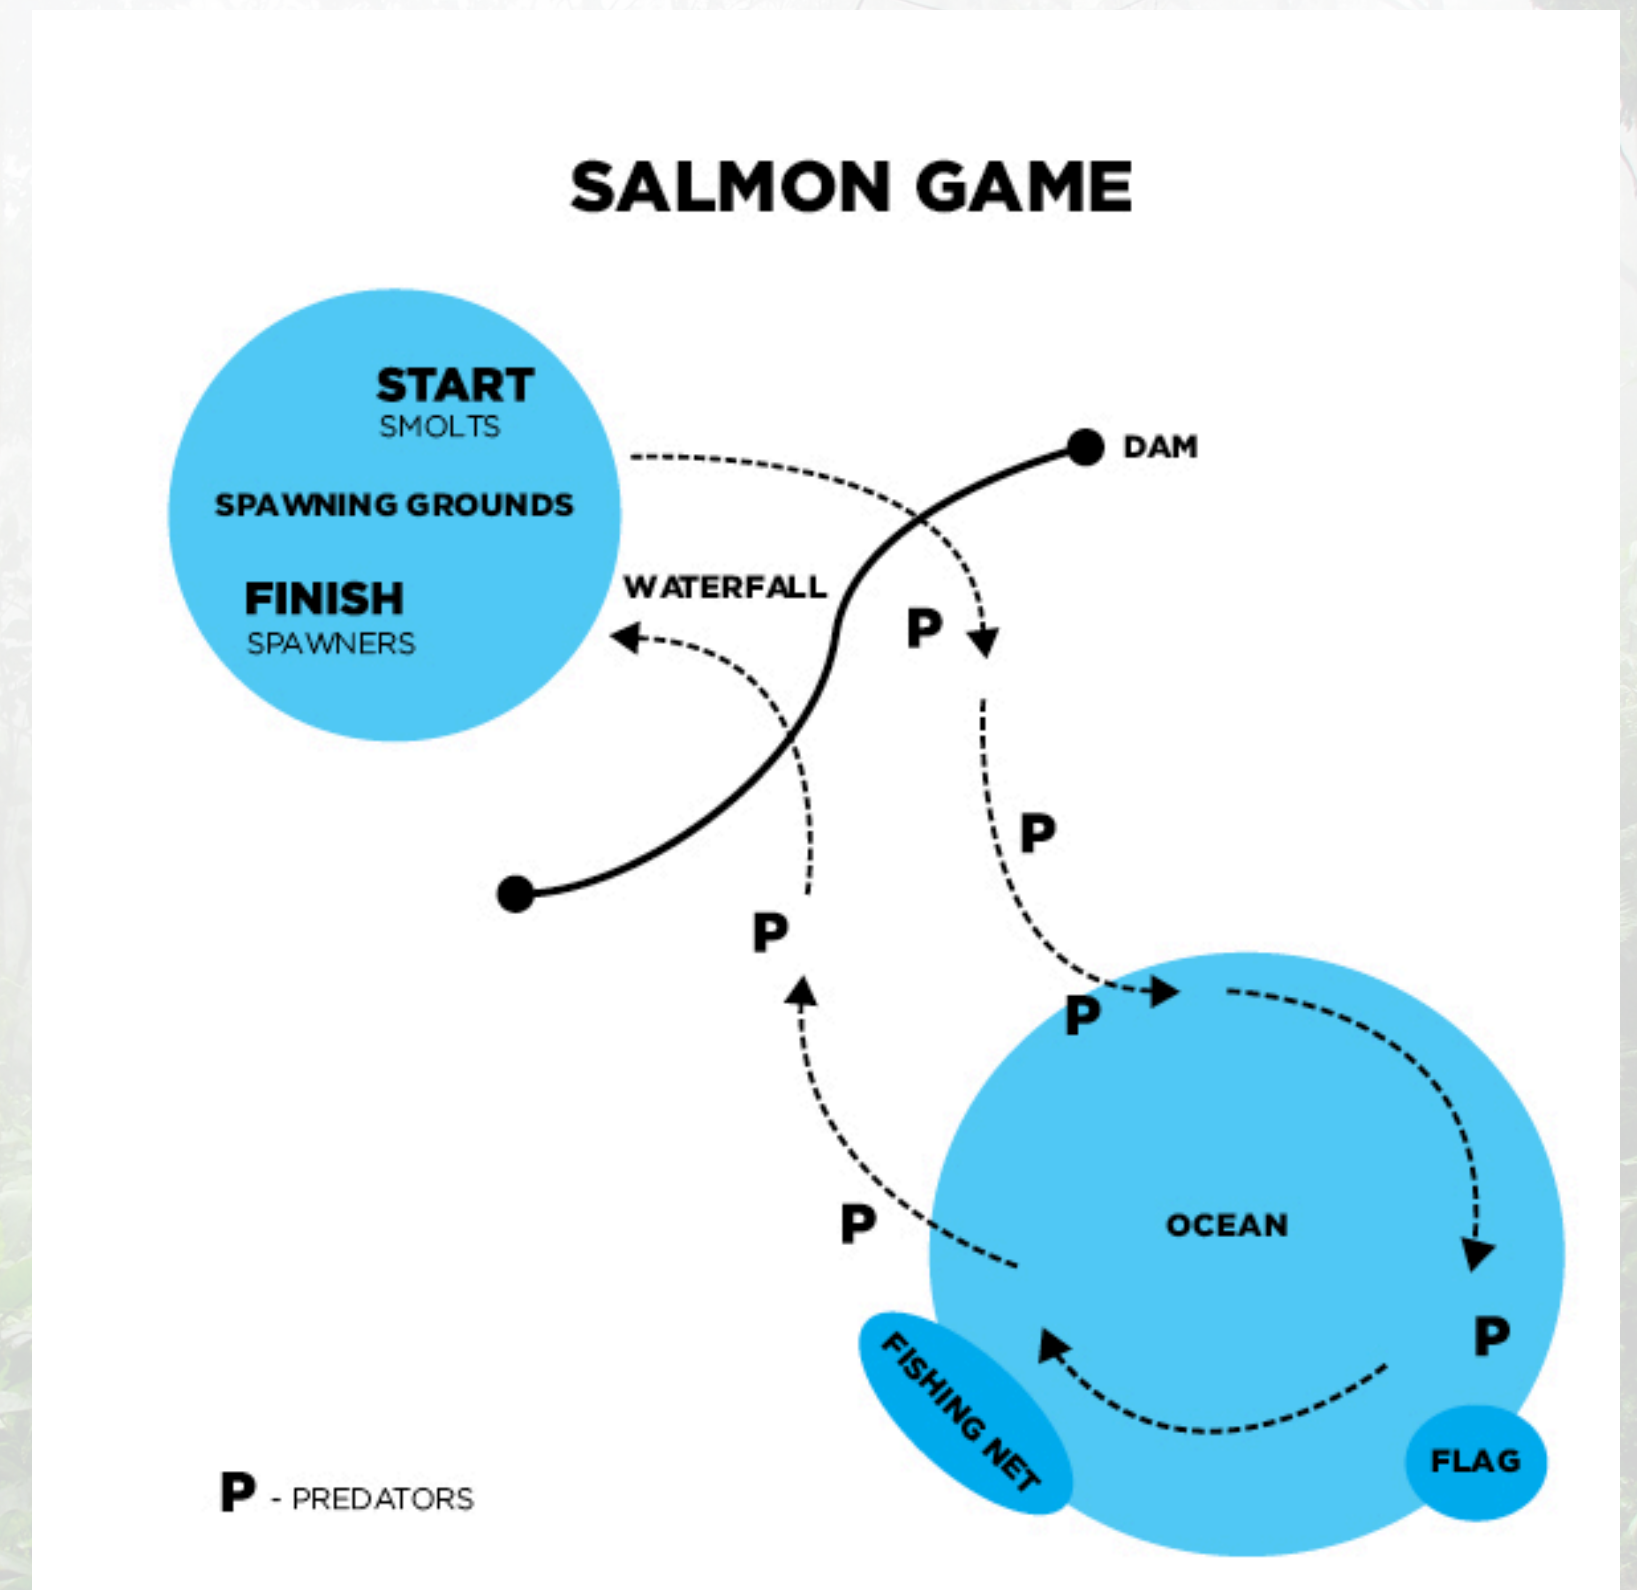 SALMON GAME
START
SMOLTS
SPAWNING GROUNDS
FINISH
SPAWNERS
DAM
WATERFALL
P
P
P
P
P
OCEAN
P
FISHING NET
FLAG
P - PREDATORS